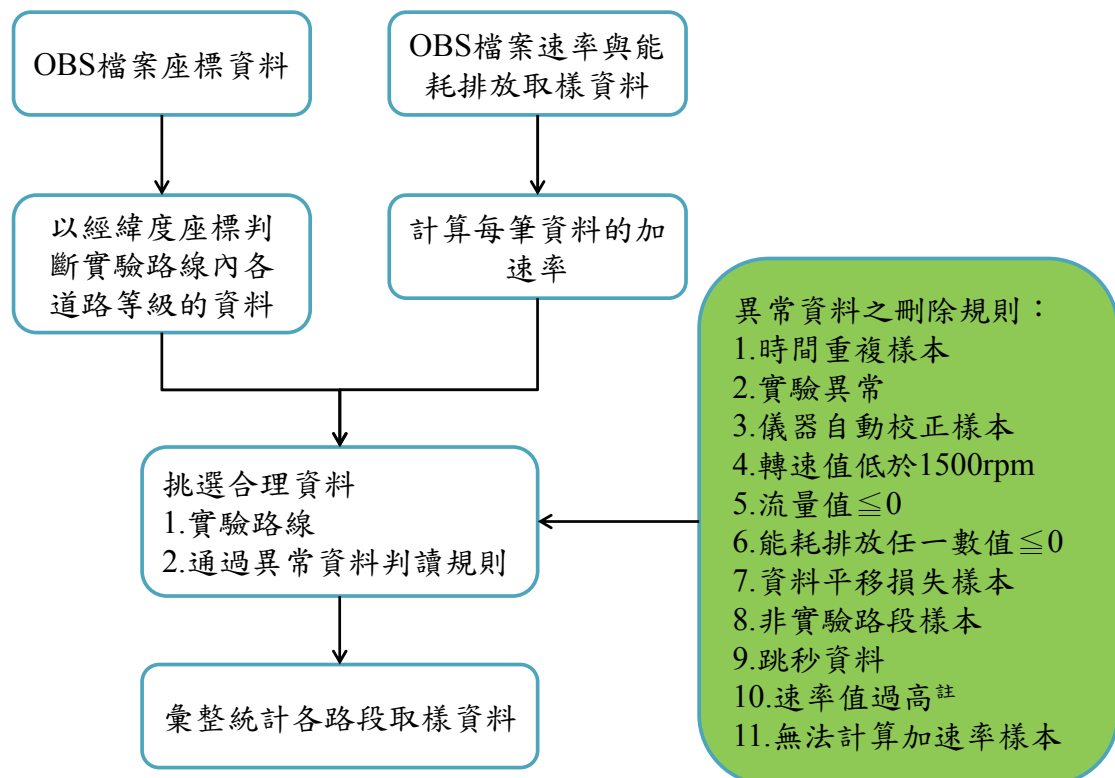 OBS檔案座標資料
OBS檔案速率與能
耗排放取樣資料
以經緯度座標判
斷實驗路線內各
道路等級的資料
計算每筆資料的加
速率
異常資料之刪除規則：
1.時間重複樣本
2.實驗異常
3.儀器自動校正樣本
4.轉速值低於1500rpm
5.流量值≦0
6.能耗排放任一數值≦0
7.資料平移損失樣本
8.非實驗路段樣本
9.跳秒資料
10.速率值過高註
11.無法計算加速率樣本
挑選合理資料
1.實驗路線
2.通過異常資料判讀規則
彙整統計各路段取樣資料